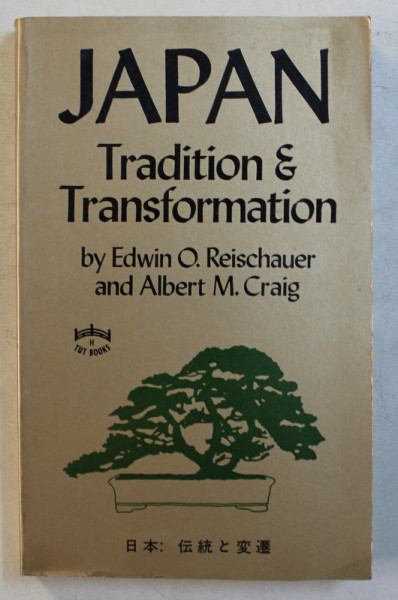 JAPAN
Tradition &
Transformation
by Edwin O. Reischauer
and Albert M. Craig
H
TUT BOOKS
日本: 伝統と変遷